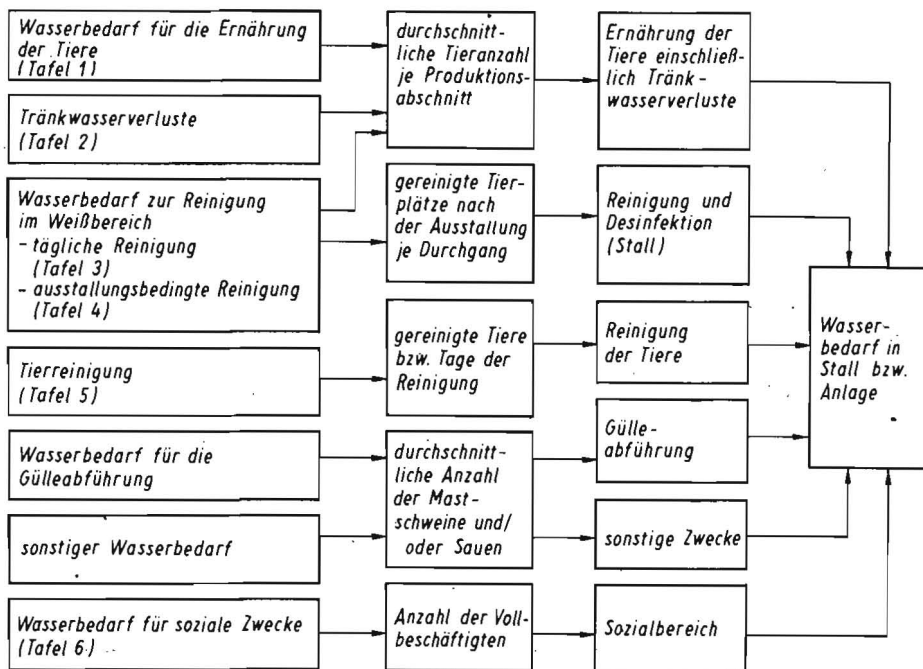 Wasserbedarf für die Ernährung
der Tiere
(Tafel 1)
Tränkwasserverluste
(Tafel 2)
Wasserbedarf zur Reinigung
im Weißbereich
- tägliche Reinigung
(Tafel 3)
- ausstallungsbedingte Reinigung
(Tafel 4)
Tierreinigung
(Tafel 5)
Wasserbedarf für die
Gülleabführung
sonstiger Wasserbedarf
Wasserbedarf für soziale Zwecke
(Tafel 6)
durchschnitt-
liche Tieranzahl
je Produktions-
abschnitt
gereinigte Tier-
plätze nach
der Ausstallung
je Durchgang
gereinigte Tiere
bzw. Tage der
Reinigung
durchschnitt-
liche Anzahl
der Mast-
schweine und/
oder Sauen
Anzahl der Voll-
beschäftigten
Ernährung der
Tiere einschließ-
lich Tränk-
wasserverluste
Reinigung und
Desinfektion
(Stall)
Reinigung
der Tiere
Gülle-
abführung
sonstige Zwecke
Sozialbereich
Wasser-
bedarf in
Stall bzw.
Anlage